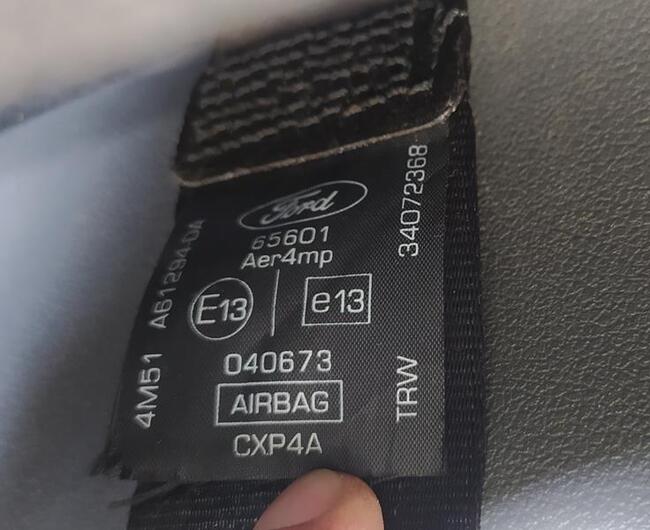 Ford
65601
Aer4mp
E13
e13
040673
AIRBAG
CXP4A
4M51 A61294-DA
34072368
TRW